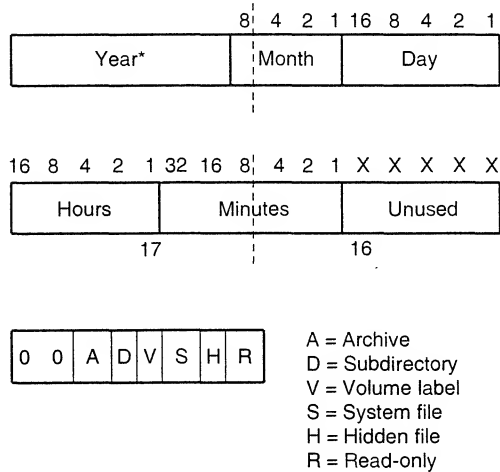 8 4 2 1 16 8 4 2 1
Year* Month Day
16 8 4 2 1 32 16 8 4 2 1 X X X X X
Hours Minutes Unused
17 16
0 0 A D V S H R
A = Archive
D = Subdirectory
V = Volume label
S = System file
H = Hidden file
R = Read-only